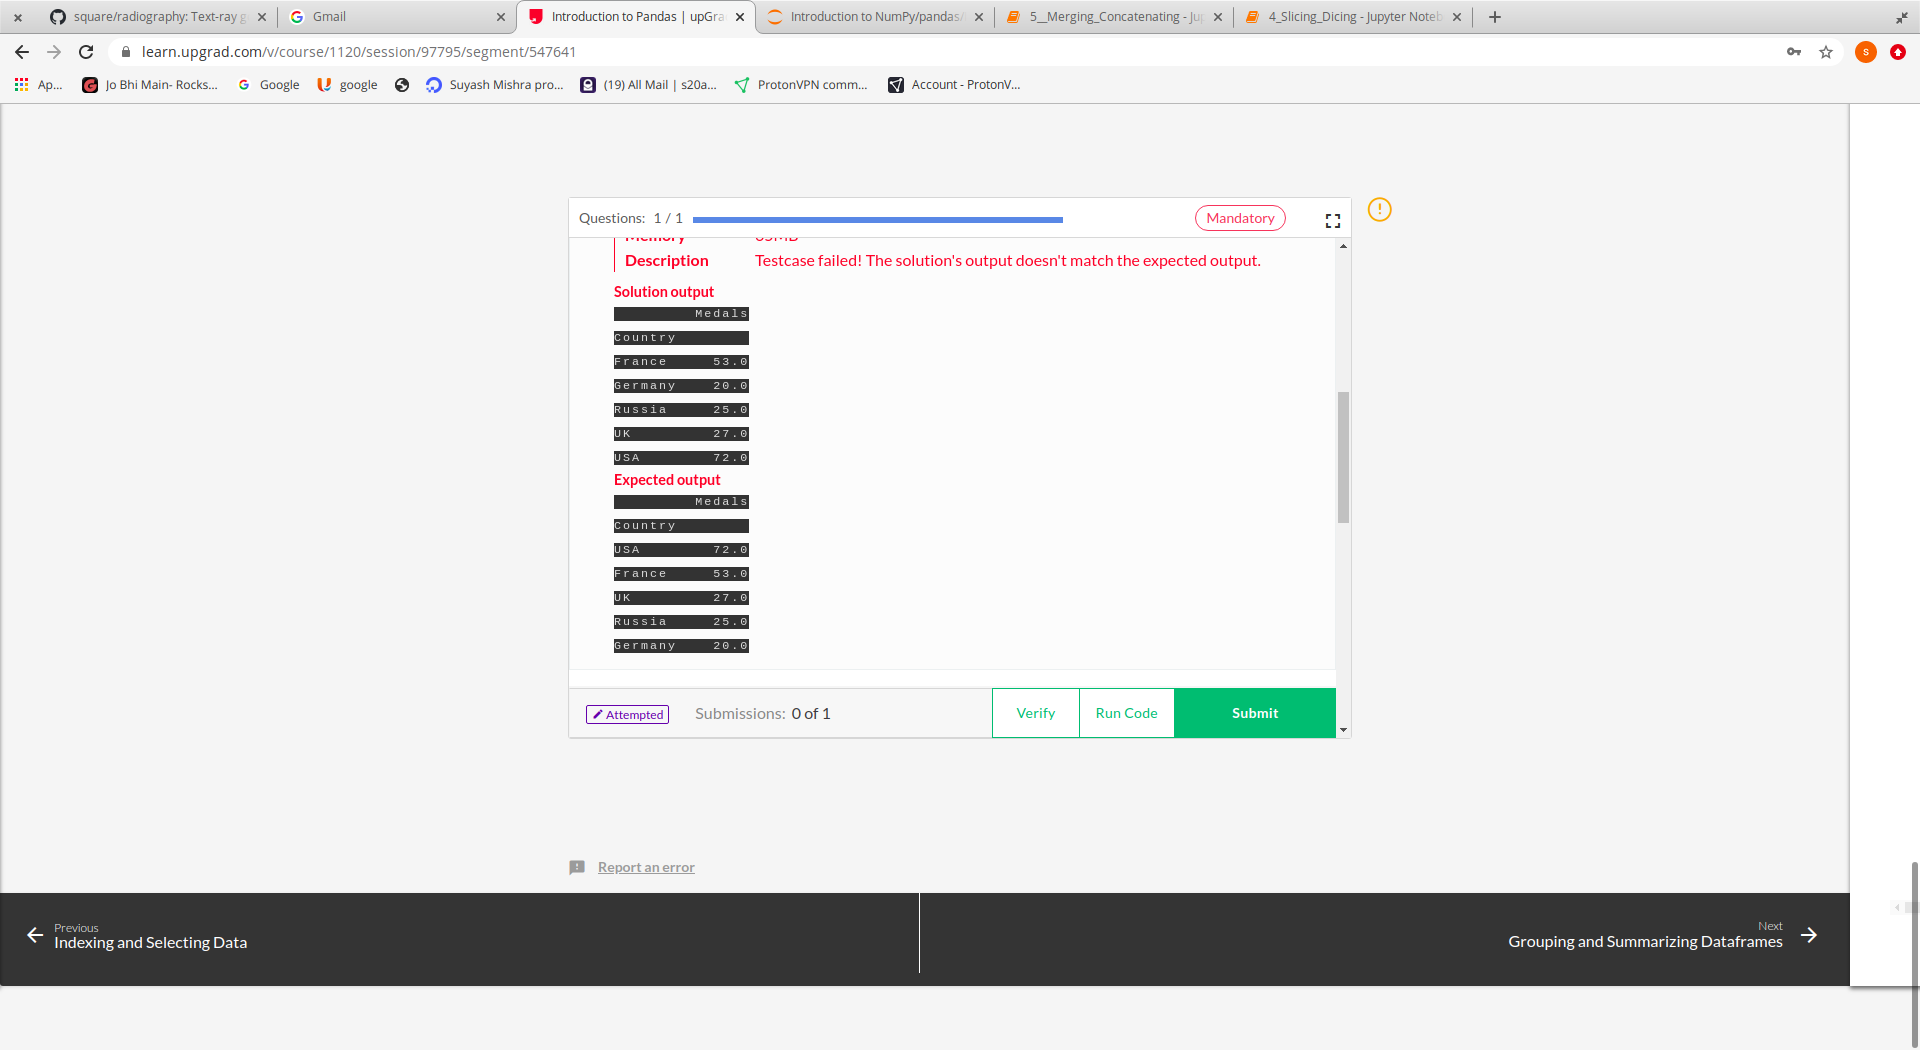 square/radiography: Text-ray g
Gmail
Introduction to Pandas | upGra
Introduction to NumPy/pandas/
5__Merging_Concatenating - Ju
4_Slicing_Dicing - Jupyter Noteb
learn.upgrad.com/v/course/1120/session/97795/segment/547641
S
Ap...
Jo Bhi Main- Rocks...
Google
google
Suyash Mishra pro...
(19) All Mail | s20a...
ProtonVPN comm...
Account - ProtonV...
Questions: 1 / 1
Mandatory
Description Testcase failed! The solution's output doesn't match the expected output.
Solution output
Medals
Country
France 53.0
Germany 20.0
Russia 25.0
UK 27.0
USA 72.0
Expected output
Medals
Country
USA 72.0
France 53.0
UK 27.0
Russia 25.0
Germany 20.0
Attempted
Submissions: 0 of 1
Verify
Run Code
Submit
Report an error
Previous
Indexing and Selecting Data
Next
Grouping and Summarizing Dataframes